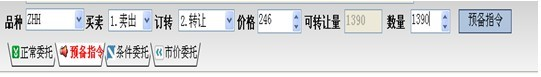 品种 ZHH 买卖 1.卖出 订转 2.转让 价格 246 可转让量 1390 数量 1390 预备指令
正常委托 预备指令 条件委托 市价委托